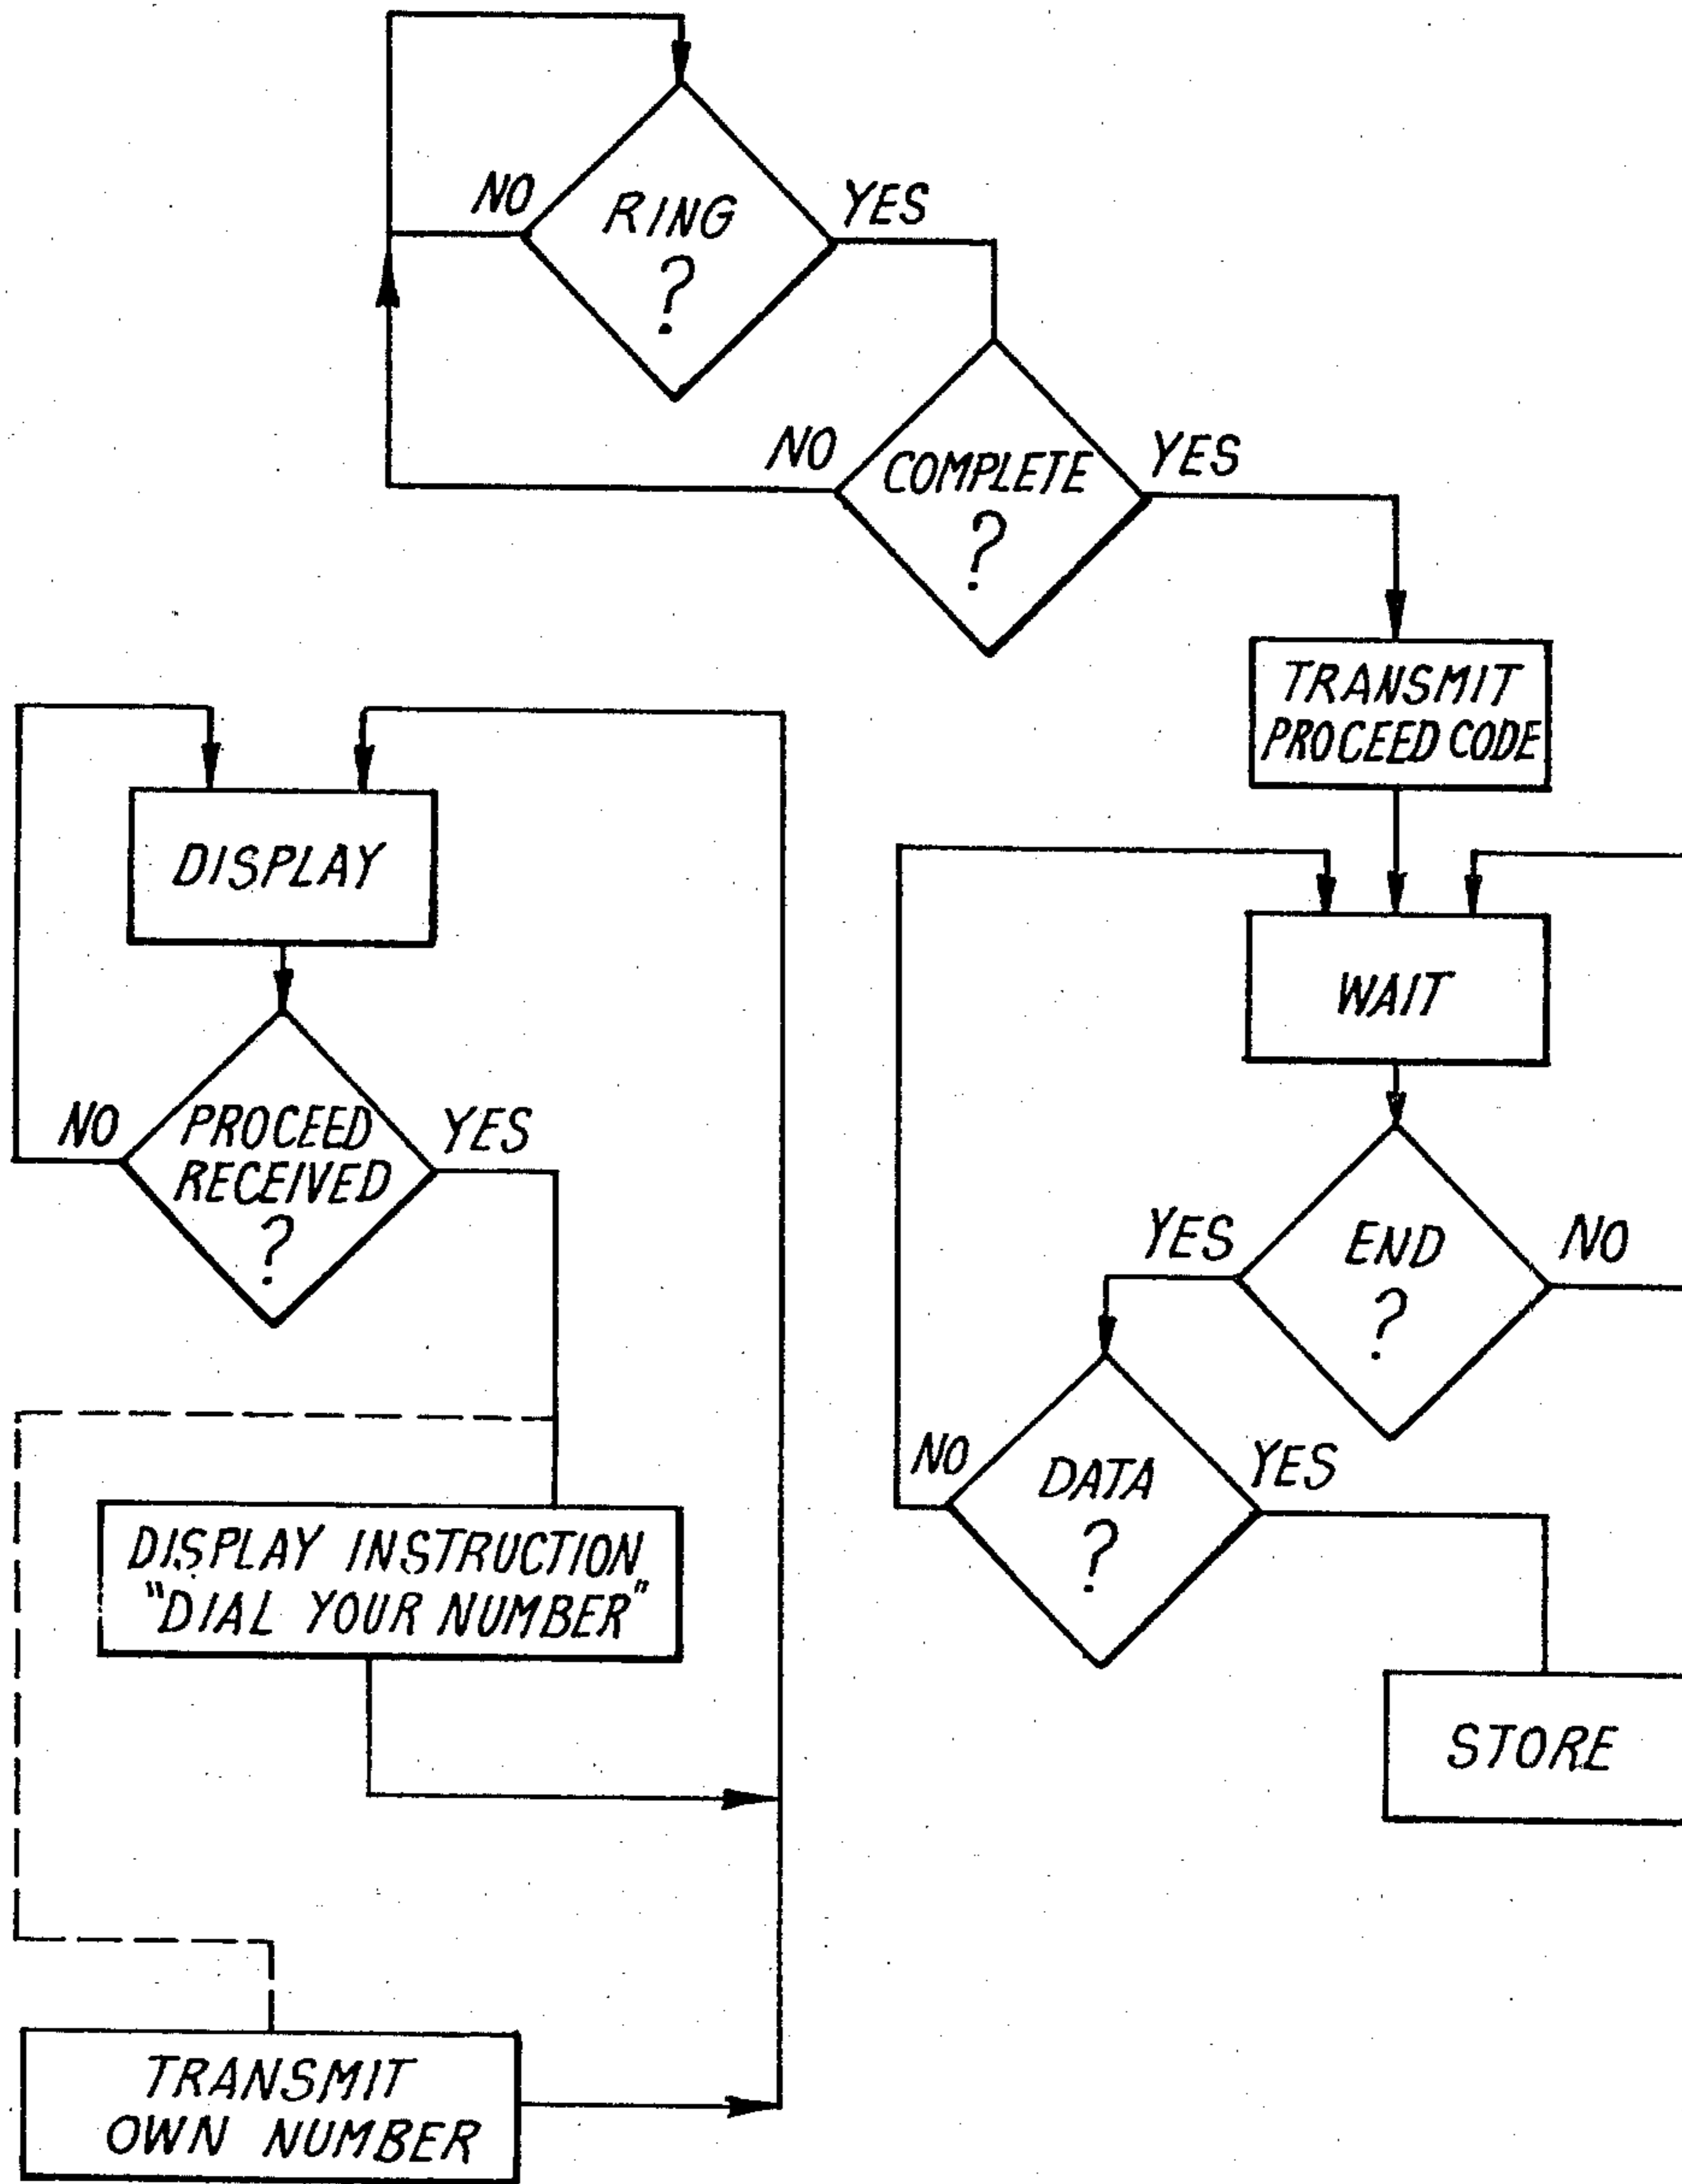 NO
RING
?
YES
NO
COMPLETE
?
YES
TRANSMIT
PROCEED CODE
WAIT
YES
END
?
NO
NO
DATA
?
YES
STORE
DISPLAY
NO
PROCEED
RECEIVED
?
YES
DISPLAY INSTRUCTION
"DIAL YOUR NUMBER"
TRANSMIT
OWN NUMBER